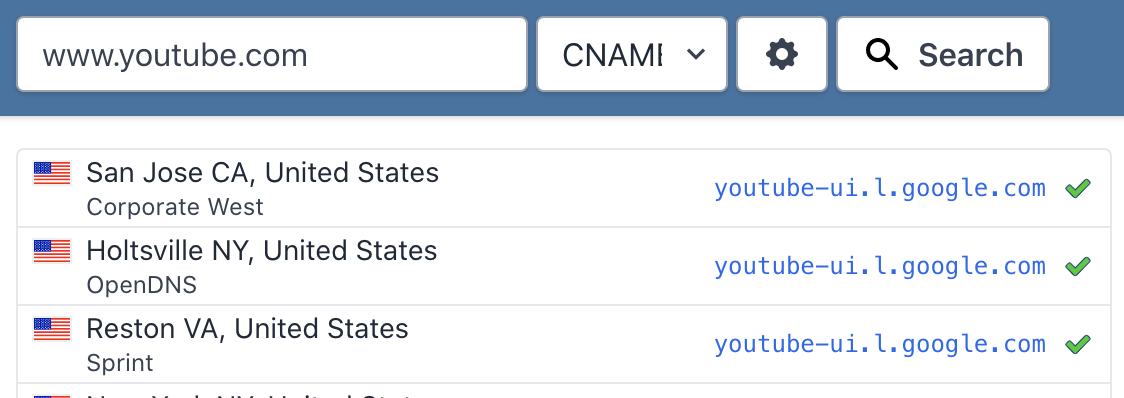 www.youtube.com
CNAME
Search
San Jose CA, United States
Corporate West
youtube-ui.l.google.com
Holtsville NY, United States
OpenDNS
youtube-ui.l.google.com
Reston VA, United States
Sprint
youtube-ui.l.google.com